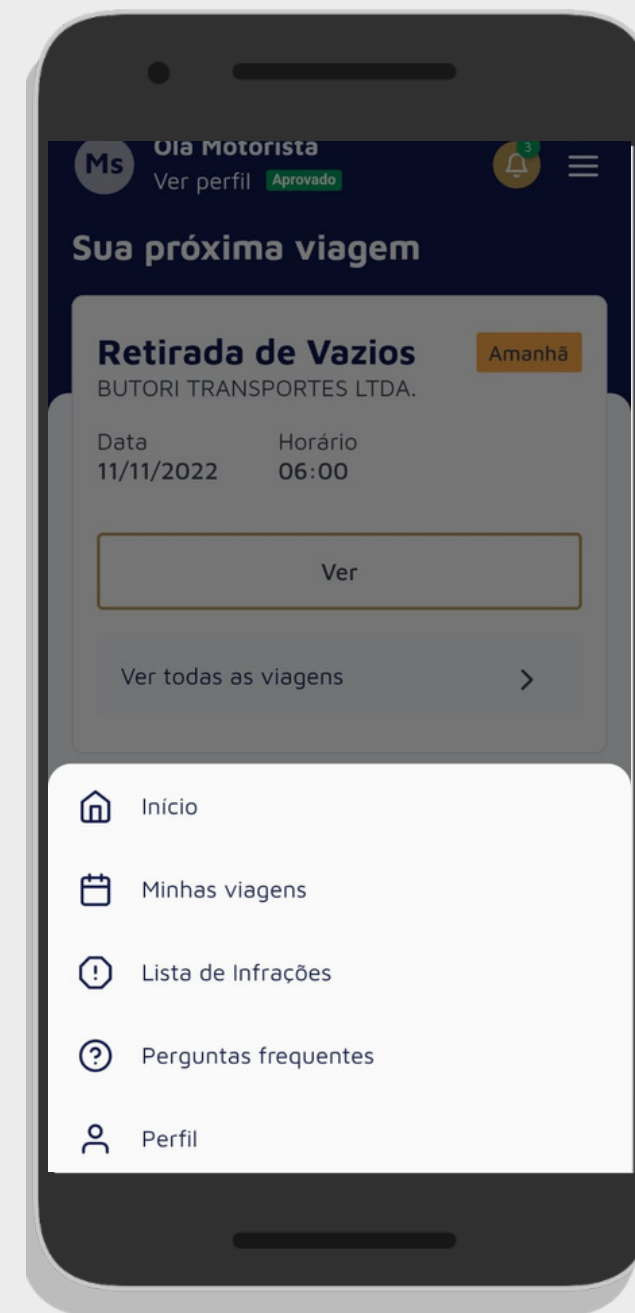 Ms
Olá Motorista
3
Ver perfil Aprovado
Sua próxima viagem
Retirada de Vazios
Amanhã
BUTORI TRANSPORTES LTDA.
Data Horário
11/11/2022 06:00
Ver
Ver todas as viagens
Início
Minhas viagens
Lista de Infrações
Perguntas frequentes
Perfil